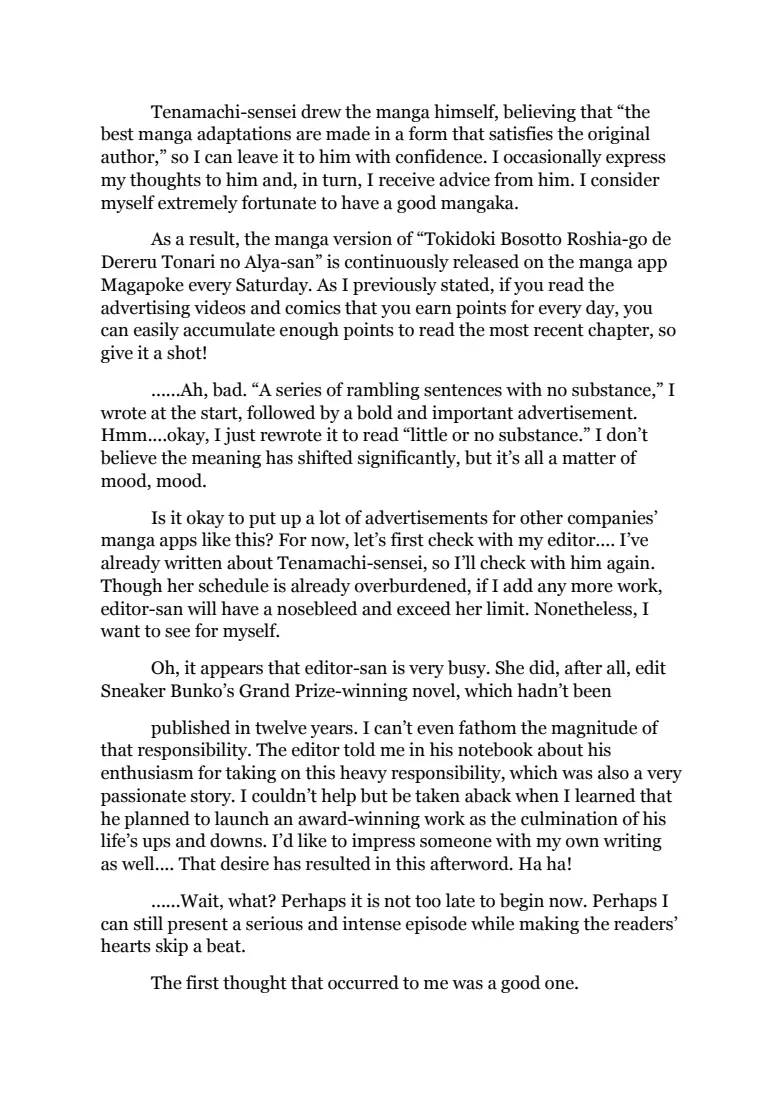 Tenamachi-sensei drew the manga himself, believing that “the
best manga adaptations are made in a form that satisfies the original
author,” so I can leave it to him with confidence. I occasionally express
my thoughts to him and, in turn, I receive advice from him. I consider
myself extremely fortunate to have a good mangaka.
As a result, the manga version of “Tokidoki Bosotto Roshia-go de
Dereru Tonari no Alya-san” is continuously released on the manga app
Magapoke every Saturday. As I previously stated, if you read the
advertising videos and comics that you earn points for every day, you
can easily accumulate enough points to read the most recent chapter, so
give it a shot!
......Ah, bad. “A series of rambling sentences with no substance,” I
wrote at the start, followed by a bold and important advertisement.
Hmm....okay, I just rewrote it to read “little or no substance.” I don’t
believe the meaning has shifted significantly, but it’s all a matter of
mood, mood.
Is it okay to put up a lot of advertisements for other companies’
manga apps like this? For now, let’s first check with my editor.... I’ve
already written about Tenamachi-sensei, so I’ll check with him again.
Though her schedule is already overburdened, if I add any more work,
editor-san will have a nosebleed and exceed her limit. Nonetheless, I
want to see for myself.
Oh, it appears that editor-san is very busy. She did, after all, edit
Sneaker Bunko’s Grand Prize-winning novel, which hadn’t been
published in twelve years. I can’t even fathom the magnitude of
that responsibility. The editor told me in his notebook about his
enthusiasm for taking on this heavy responsibility, which was also a very
passionate story. I couldn’t help but be taken aback when I learned that
he planned to launch an award-winning work as the culmination of his
life’s ups and downs. I’d like to impress someone with my own writing
as well.... That desire has resulted in this afterword. Ha ha!
......Wait, what? Perhaps it is not too late to begin now. Perhaps I
can still present a serious and intense episode while making the readers’
hearts skip a beat.
The first thought that occurred to me was a good one.